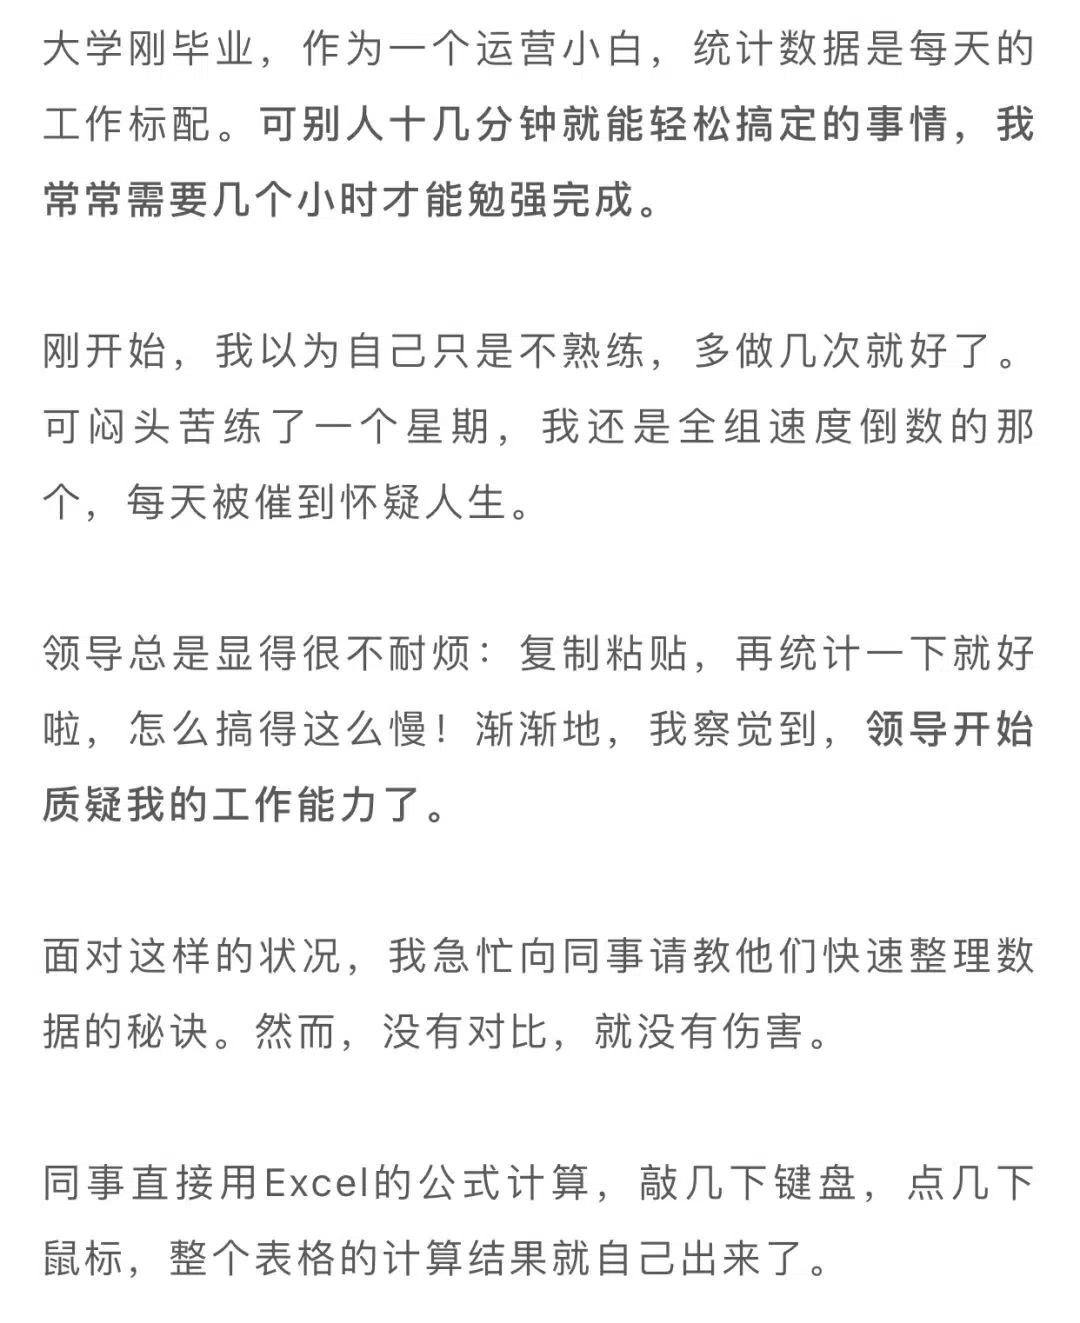 大学刚毕业，作为一个运营小白，统计数据是每天的
工作标配。可别人十几分钟就能轻松搞定的事情，我
常常需要几个小时才能勉强完成。
刚开始，我以为自己只是不熟练，多做几次就好了。
可闷头苦练了一个星期，我还是全组速度倒数的那
个，每天被催到怀疑人生。
领导总是显得很不耐烦：复制粘贴，再统计一下就好
啦，怎么搞得这么慢！渐渐地，我察觉到，领导开始
质疑我的工作能力了。
面对这样的状况，我急忙向同事请教他们快速整理数
据的秘诀。然而，没有对比，就没有伤害。
同事直接用Excel的公式计算，敲几下键盘，点几下
鼠标，整个表格的计算结果就自己出来了。